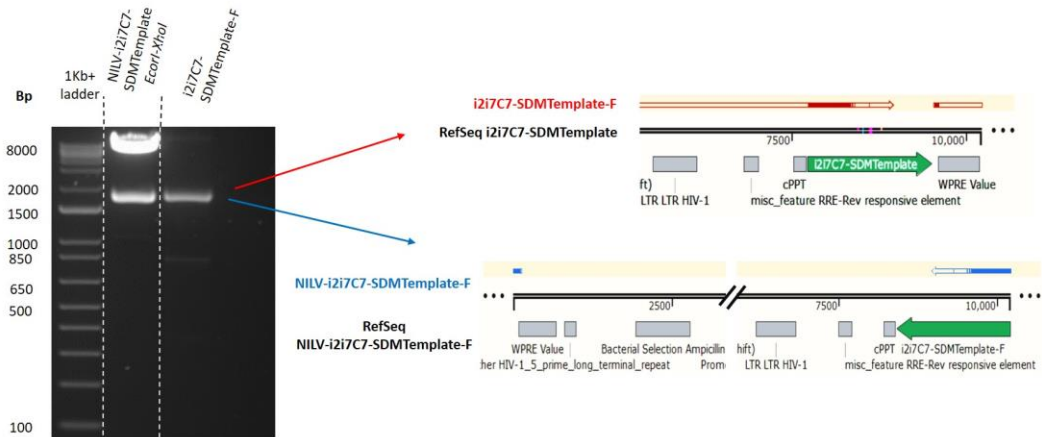 Bp
1Kb+
ladder
NILV-i2i7C7-
SDMTemplate
EcorI-XhoI
i2i7C7-
SDMTemplate-F
8000
2000
1500
1000
850
650
500
100
i2i7C7-SDMTemplate-F
RefSeq i2i7C7-SDMTemplate
7500
10,000
i2i7C7-SDMTemplate
cPPT
WPRE Value
ft)
LTR LTR HIV-1
misc_feature RRE-Rev responsive element
NILV-i2i7C7-SDMTemplate-F
RefSeq
NILV-i2i7C7-SDMTemplate-F
2500
7500
10,000
WPRE Value
Bacterial Selection Ampicillin
hift)
cPPT
i2i7C7-SDMTemplate-F
:her HIV-1_5_prime_long_terminal_repeat
Prom
LTR LTR HIV-1
misc_feature RRE-Rev responsive element